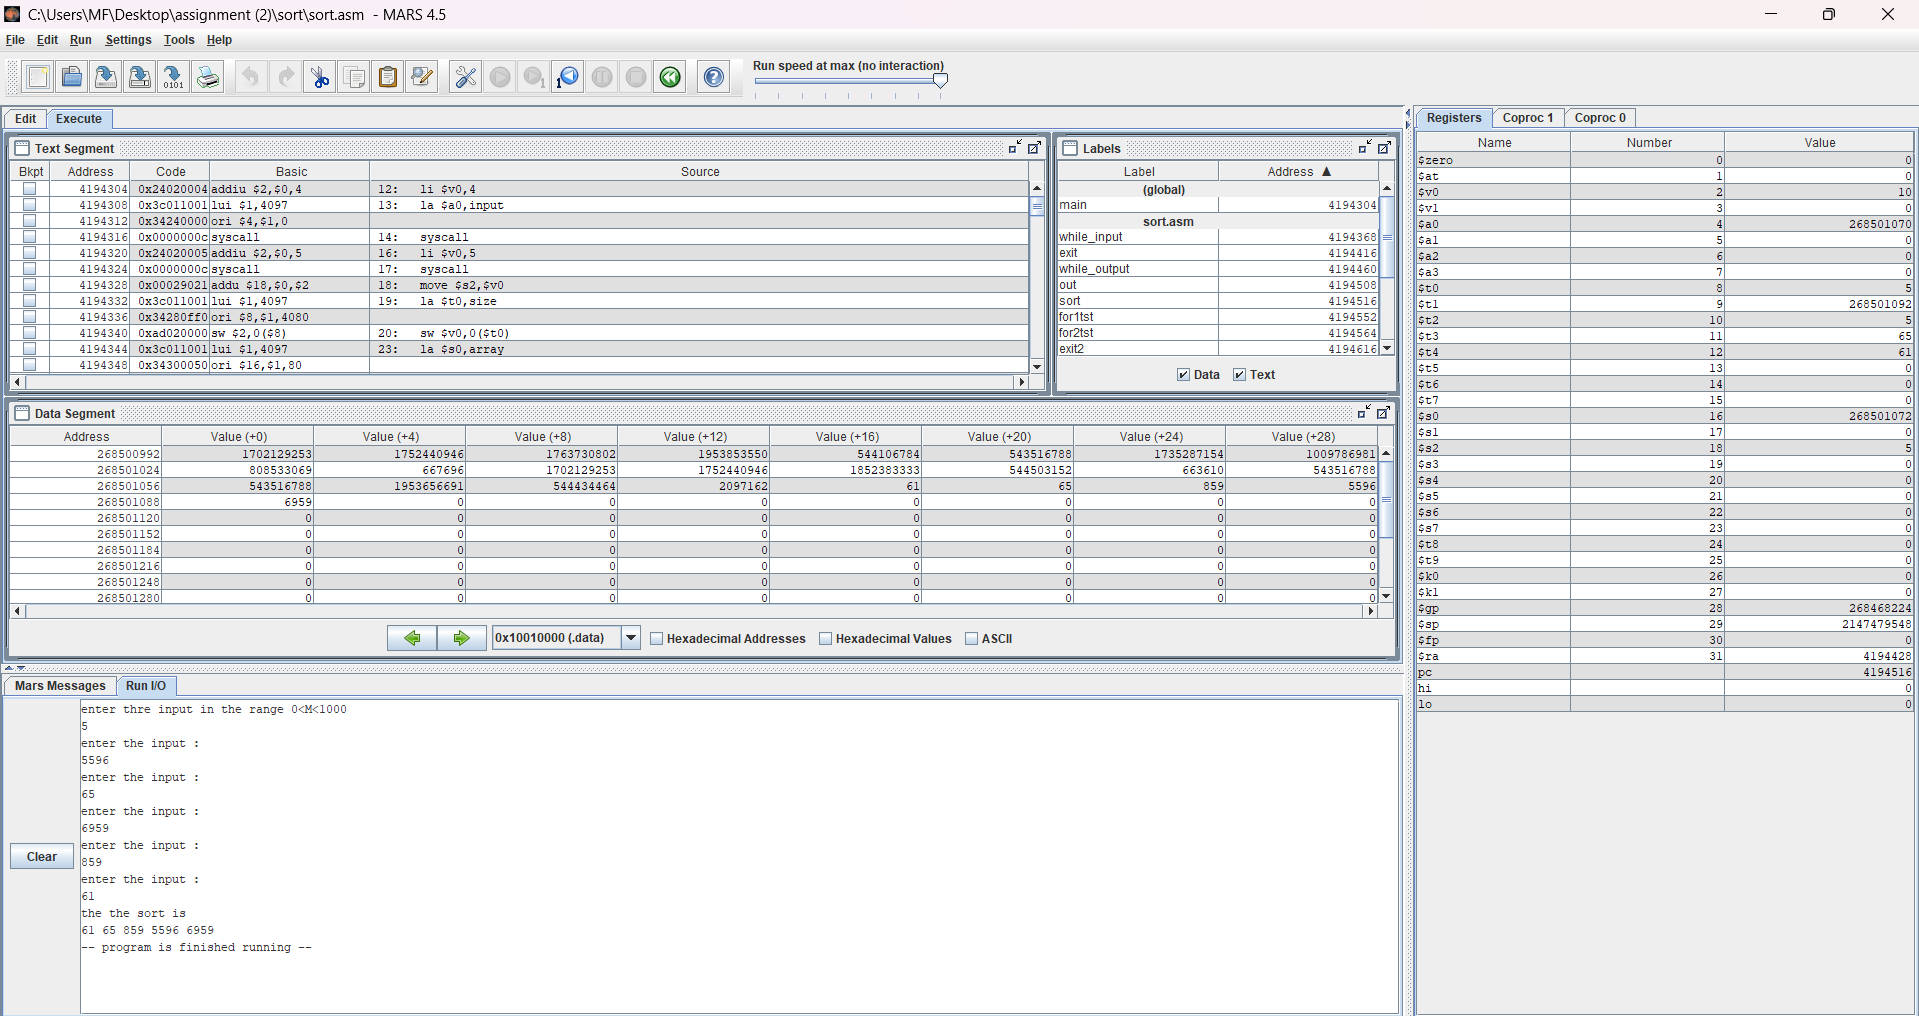 C:\Users\MF\Desktop\assignment (2)\sort\sort.asm - MARS 4.5
File Edit Run Settings Tools Help
Run speed at max (no interaction)
Edit Execute
Text Segment
Bkpt Address Code Basic Source
4194304 0x24020004 addiu $2,$0,4 12: li $v0,4
4194308 0x3c011001 lui $1,4097 13: la $a0,input
4194312 0x34240000 ori $4,$1,0
4194316 0x0000000c syscall 14: syscall
4194320 0x24020005 addiu $2,$0,5 16: li $v0,5
4194324 0x0000000c syscall 17: syscall
4194328 0x00029021 addu $18,$0,$2 18: move $s2,$v0
4194332 0x3c011001 lui $1,4097 19: la $t0,size
4194336 0x34280ff0 ori $8,$1,4080
4194340 0xad020000 sw $2,0($8) 20: sw $v0,0($t0)
4194344 0x3c011001 lui $1,4097 23: la $s0,array
4194348 0x34300050 ori $16,$1,80
Labels
Label Address ▲
(global)
main 4194304
sort.asm
while_input 4194368
exit 4194416
while_output 4194460
out 4194508
sort 4194516
for1tst 4194552
for2tst 4194564
exit2 4194616
Data Text
Data Segment
Address Value (+0) Value (+4) Value (+8) Value (+12) Value (+16) Value (+20) Value (+24) Value (+28)
268500992 1702129253 1752440946 1763730802 1953853550 544106784 543516788 1735287154 1009786981
268501024 808533069 667696 1702129253 1752440946 1852383333 544503152 663610 543516788
268501056 543516788 1953656691 544434464 2097162 61 65 859 5596
268501088 6959 0 0 0 0 0 0 0
268501120 0 0 0 0 0 0 0 0
268501152 0 0 0 0 0 0 0 0
268501184 0 0 0 0 0 0 0 0
268501216 0 0 0 0 0 0 0 0
268501248 0 0 0 0 0 0 0 0
268501280 0 0 0 0 0 0 0 0
0x10010000 (.data) Hexadecimal Addresses Hexadecimal Values ASCII
Mars Messages Run I/O
Clear
enter thre input in the range 0<M<1000
5
enter the input :
5596
enter the input :
65
enter the input :
6959
enter the input :
859
enter the input :
61
the the sort is
61 65 859 5596 6959
-- program is finished running --
Registers Coproc 1 Coproc 0
Name Number Value
$zero 0 0
$at 1 0
$v0 2 10
$v1 3 0
$a0 4 268501070
$a1 5 0
$a2 6 0
$a3 7 0
$t0 8 5
$t1 9 268501092
$t2 10 5
$t3 11 65
$t4 12 61
$t5 13 0
$t6 14 0
$t7 15 0
$s0 16 268501072
$s1 17 0
$s2 18 5
$s3 19 0
$s4 20 0
$s5 21 0
$s6 22 0
$s7 23 0
$t8 24 0
$t9 25 0
$k0 26 0
$k1 27 0
$gp 28 268468224
$sp 29 2147479548
$fp 30 0
$ra 31 4194428
pc 4194516
hi 0
lo 0